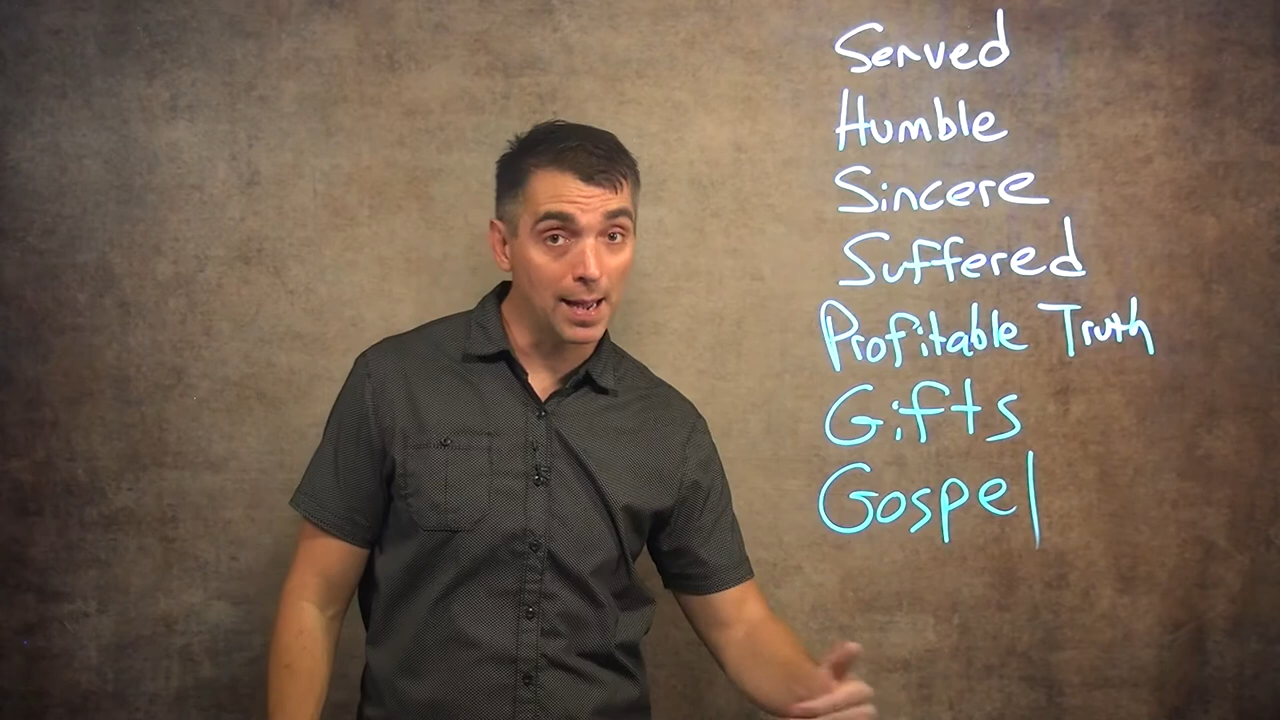 Served
Humble
Sincere
Suffered
Profitable Truth
Gifts
Gospel